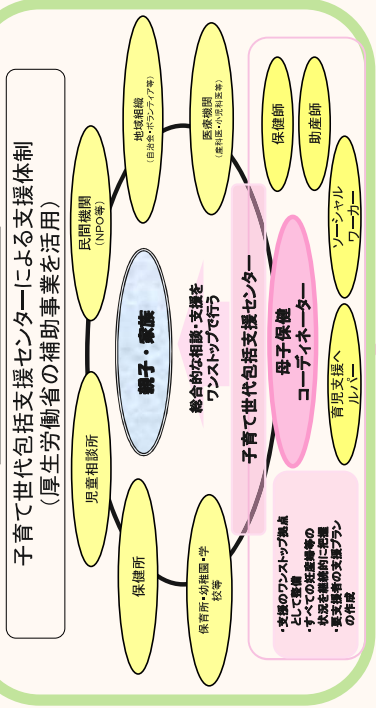 子育て世代包括支援センターによる支援体制
（厚生労働省の補助事業を活用）
民間機関
（NPO等）
児童相談所
地域組織
（自治会・ボランティア等）
保健所
医療機関
（産科医・小児科医等）
保育所・幼稚園・学
校等
親子・家族
総合的な相談・支援を
ワンストップで行う
子育て世代包括支援センター
母子保健
コーディネーター
保健師
助産師
ソーシャル
ワーカー
育児支援ヘ
ルパー
・支援のワンストップ拠点
として整備
・すべての妊産婦等の
状況を継続的に把握
・要支援者の支援プラン
の作成